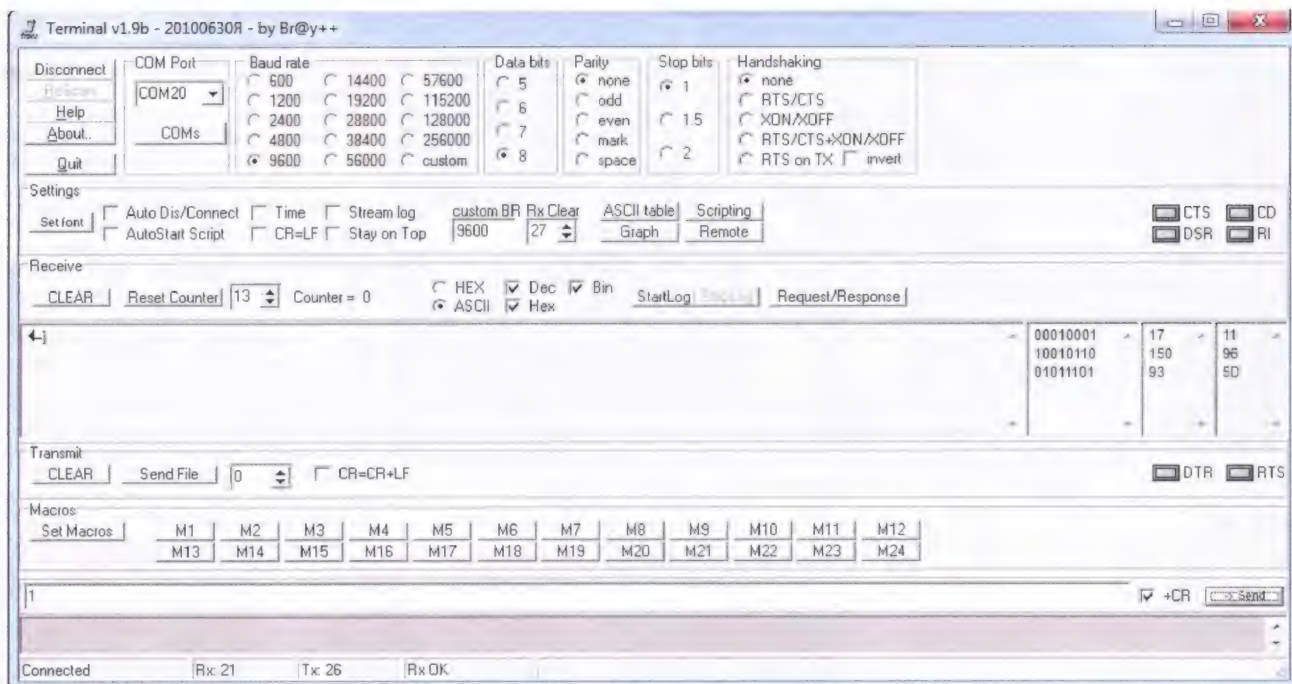 Terminal v1.9b - 20100630Я - by Br@y++
Disconnect
Help
About..
Quit
COM Port
COM20
COMs
Baud rate
600 14400 57600
1200 19200 115200
2400 28800 128000
4800 38400 256000
9600 56000 custom
Data bits
5
6
7
8
Parity
none
odd
even
mark
space
Stop bits
1
1.5
2
Handshaking
none
RTS/CTS
XON/XOFF
RTS/CTS+XON/XOFF
RTS on TX invert
Settings
Set font
Auto Dis/Connect Time Stream log
AutoStart Script CR=LF Stay on Top
custom BR Rx Clear
9600 27
ASCII table Scripting
Graph Remote
CTS CD
DSR RI
Receive
CLEAR Reset Counter 13 Counter = 0
HEX Dec Bin
ASCII Hex
StartLog Request/Response
00010001 17 11
10010110 150 96
01011101 93 5D
Transmit
CLEAR Send File 0 CR=CR+LF
DTR RTS
Macros
Set Macros M1 M2 M3 M4 M5 M6 M7 M8 M9 M10 M11 M12
M13 M14 M15 M16 M17 M18 M19 M20 M21 M22 M23 M24
1
+CR -> Send
Connected Rx: 21 Tx: 26 Rx OK